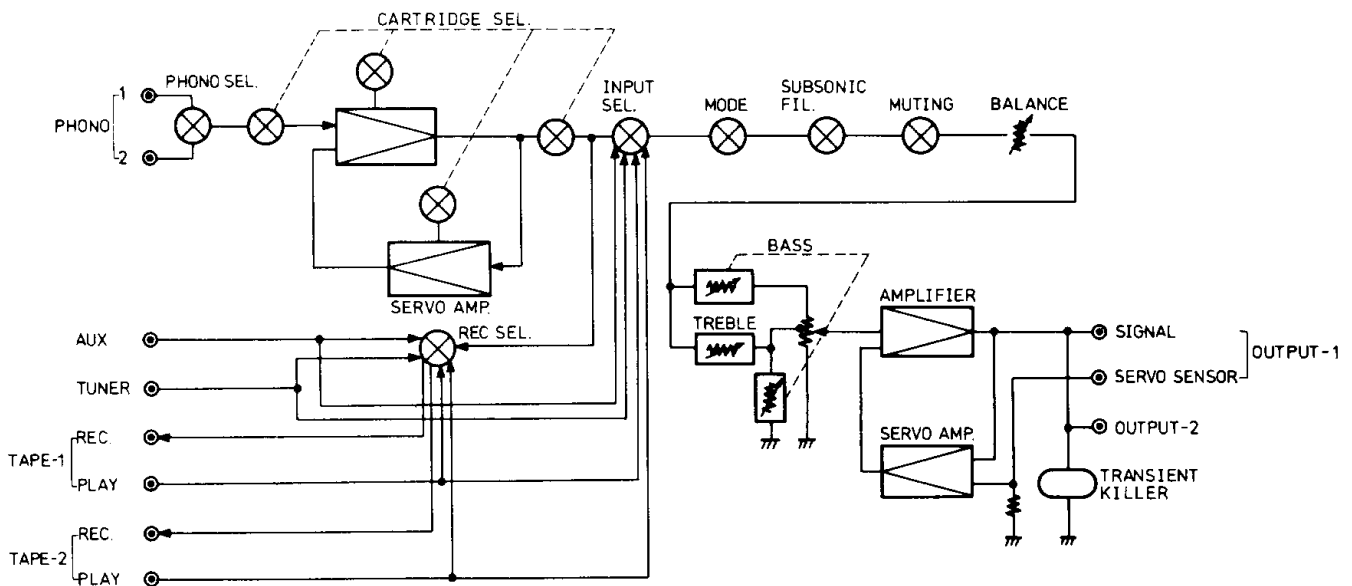 CARTRIDGE SEL.
PHONO SEL.
1
PHONO
2
INPUT
SEL.
MODE
SUBSONIC
FIL.
MUTING
BALANCE
SERVO AMP.
BASS
TREBLE
AMPLIFIER
SIGNAL
OUTPUT-1
SERVO SENSOR
SERVO AMP.
OUTPUT-2
TRANSIENT
KILLER
AUX
REC SEL.
TUNER
REC.
TAPE-1
PLAY
REC.
TAPE-2
PLAY